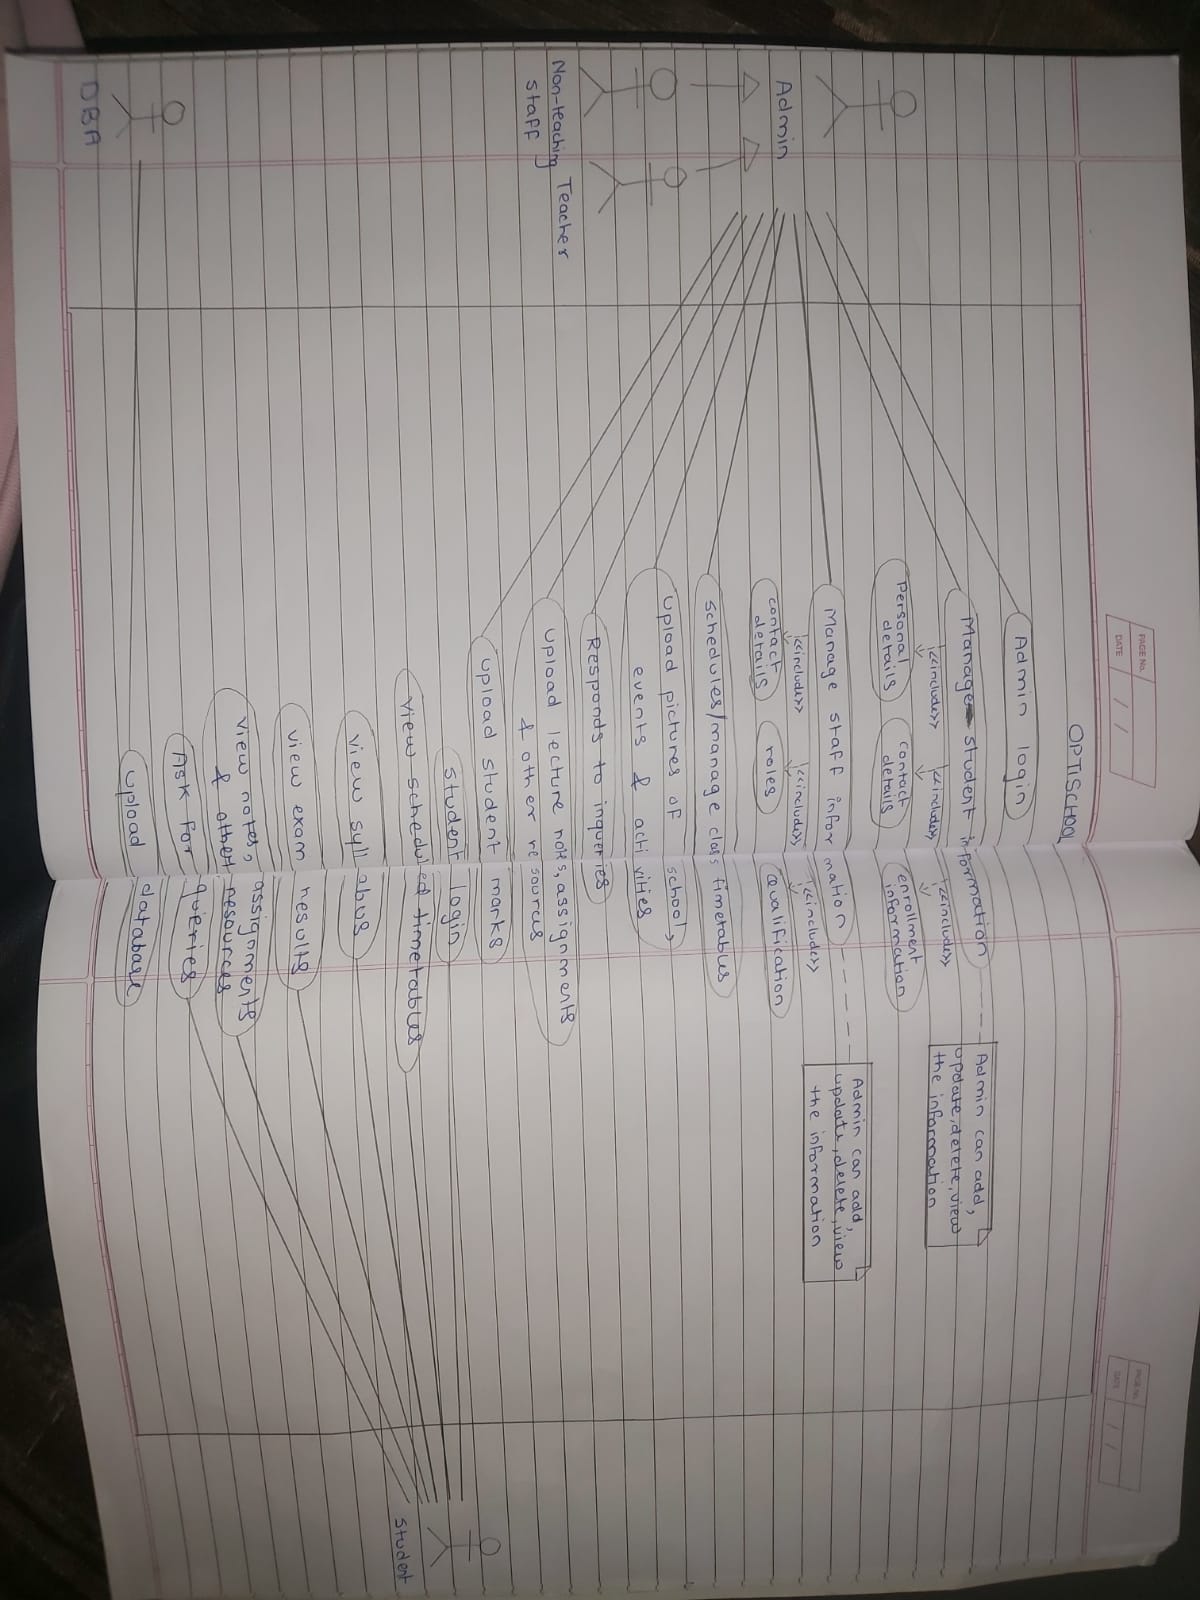 PAGE No.
DATE
PAGE No.
DATE
OPTISCHOOL
Admin login
Manage student information
<<include>>
<<include>>
<<include>>
Personal
details
contact
details
enrollment
information
Admin can add,
update,delete,view
the information
Manage staff information
<<include>>
<<include>>
<<include>>
contact
details
roles
Qualification
Admin can add,
update,delete,view
the information
Schedules/manage class timetables
upload pictures of school,
events & activities
Responds to inqueries
upload lecture notes,assignments
& other resources
upload student marks
student login
view scheduled timetables
view syllabus
view exam results
view notes, assignments
& other resources
Ask for queries
upload database
Admin
Non-teaching
staff
Teacher
DBA
Student